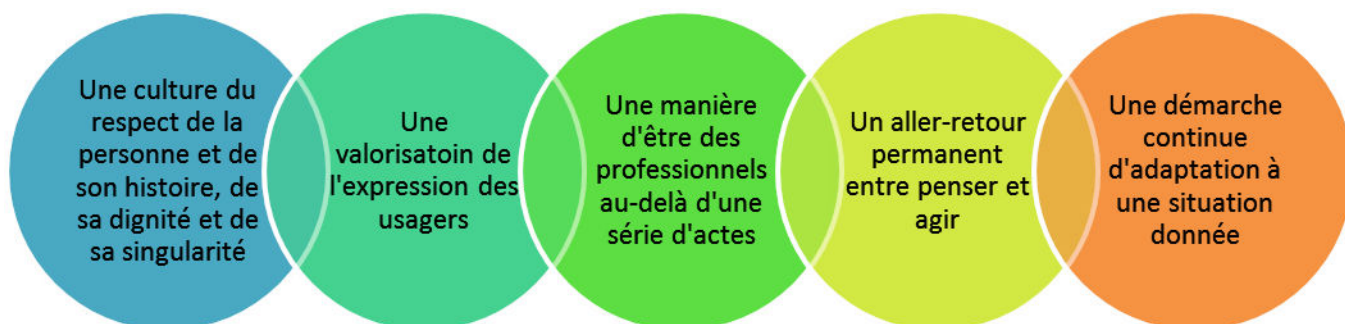 Une culture du
respect de la
personne et de
son histoire, de
sa dignité et de
sa singularité
Une
valorisatoin de
l'expression des
usagers
Une manière
d'être des
professionnels
au-delà d'une
série d'actes
Un aller-retour
permanent
entre penser et
agir
Une démarche
continue
d'adaptation à
une situation
donnée